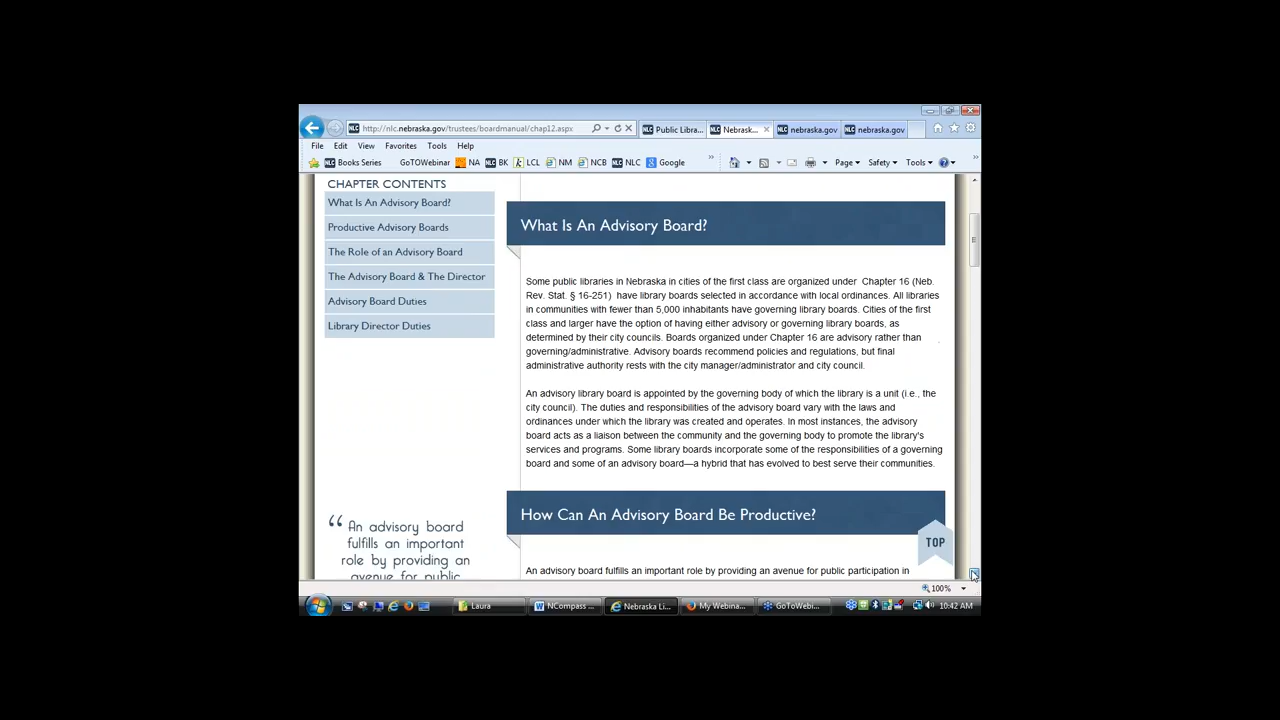 http://nlc.nebraska.gov/trustees/boardmanual/chap12.aspx
Public Libra...
Nebrask...
nebraska.gov
nebraska.gov
File Edit View Favorites Tools Help
Books Series GoTOWebinar NA BK LCL NM NCB NLC Google
Page Safety Tools
CHAPTER CONTENTS
What Is An Advisory Board?
Productive Advisory Boards
The Role of an Advisory Board
The Advisory Board & The Director
Advisory Board Duties
Library Director Duties
“ An advisory board
fulfills an important
role by providing an
avenue for public
What Is An Advisory Board?
Some public libraries in Nebraska in cities of the first class are organized under Chapter 16 (Neb.
Rev. Stat. § 16-251) have library boards selected in accordance with local ordinances. All libraries
in communities with fewer than 5,000 inhabitants have governing library boards. Cities of the first
class and larger have the option of having either advisory or governing library boards, as
determined by their city councils. Boards organized under Chapter 16 are advisory rather than
governing/administrative. Advisory boards recommend policies and regulations, but final
administrative authority rests with the city manager/administrator and city council.
An advisory library board is appointed by the governing body of which the library is a unit (i.e., the
city council). The duties and responsibilities of the advisory board vary with the laws and
ordinances under which the library was created and operates. In most instances, the advisory
board acts as a liaison between the community and the governing body to promote the library's
services and programs. Some library boards incorporate some of the responsibilities of a governing
board and some of an advisory board—a hybrid that has evolved to best serve their communities.
How Can An Advisory Board Be Productive?
TOP
An advisory board fulfills an important role by providing an avenue for public participation in
100%
Laura
NCompass ...
Nebraska Li...
My Webina...
GoToWebi...
10:42 AM